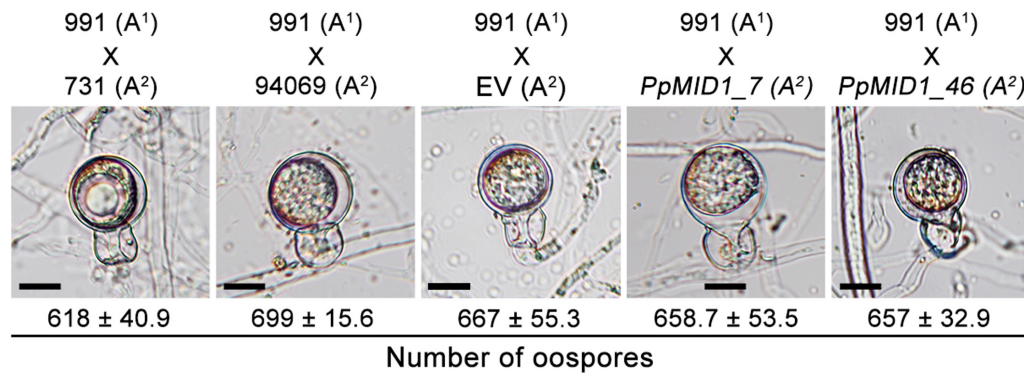 991 (A¹) 991 (A¹) 991 (A¹) 991 (A¹) 991 (A¹)
X X X X X
731 (A²) 94069 (A²) EV (A²) PpMID1_7 (A²) PpMID1_46 (A²)
618 ± 40.9 699 ± 15.6 667 ± 55.3 658.7 ± 53.5 657 ± 32.9
Number of oospores